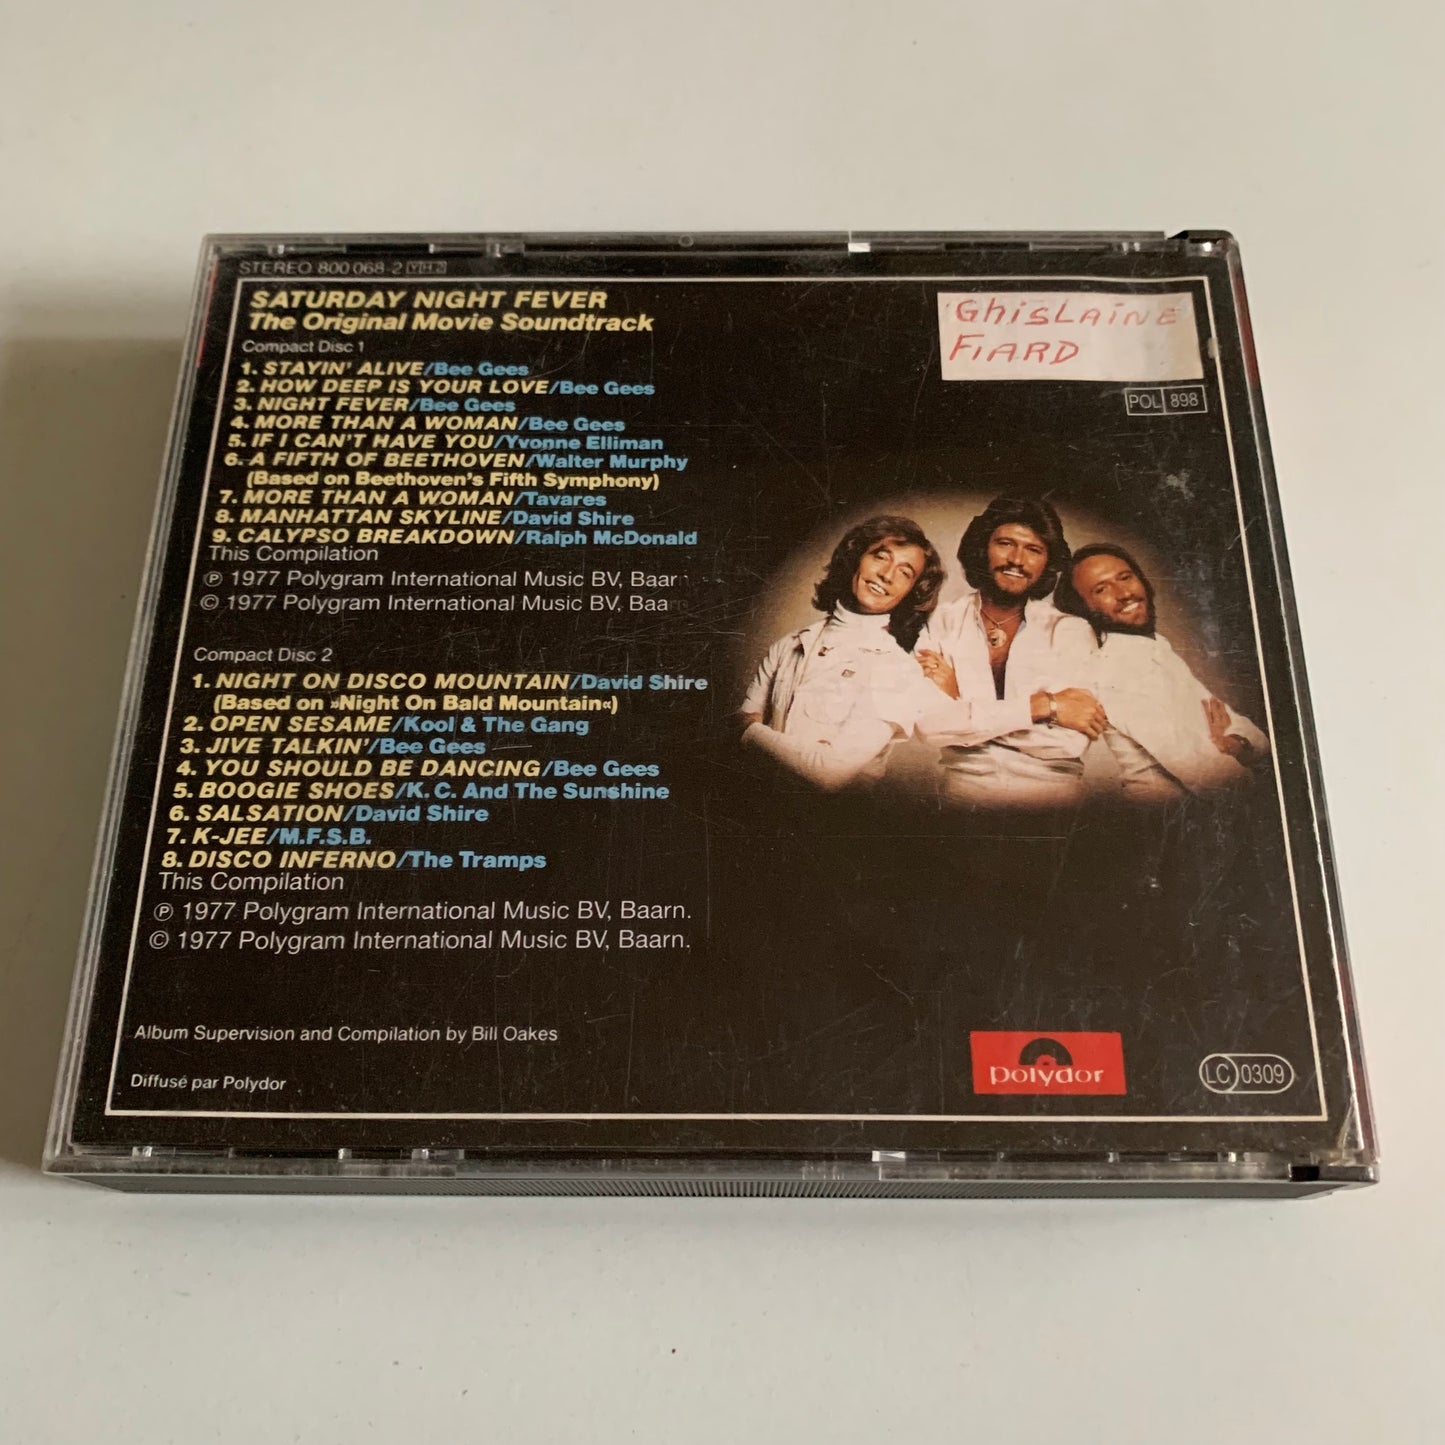 STEREO 800 068-2 YH 2
SATURDAY NIGHT FEVER
The Original Movie Soundtrack
Compact Disc 1
1. STAYIN' ALIVE/Bee Gees
2. HOW DEEP IS YOUR LOVE/Bee Gees
3. NIGHT FEVER/Bee Gees
4. MORE THAN A WOMAN/Bee Gees
5. IF I CAN'T HAVE YOU/Yvonne Elliman
6. A FIFTH OF BEETHOVEN/Walter Murphy
(Based on Beethoven's Fifth Symphony)
7. MORE THAN A WOMAN/Tavares
8. MANHATTAN SKYLINE/David Shire
9. CALYPSO BREAKDOWN/Ralph McDonald
This Compilation
℗ 1977 Polygram International Music BV, Baarn
© 1977 Polygram International Music BV, Baarn
Compact Disc 2
1. NIGHT ON DISCO MOUNTAIN/David Shire
(Based on »Night On Bald Mountain«)
2. OPEN SESAME/Kool & The Gang
3. JIVE TALKIN'/Bee Gees
4. YOU SHOULD BE DANCING/Bee Gees
5. BOOGIE SHOES/K.C. And The Sunshine
6. SALSATION/David Shire
7. K-JEE/M.F.S.B.
8. DISCO INFERNO/The Tramps
This Compilation
℗ 1977 Polygram International Music BV, Baarn.
© 1977 Polygram International Music BV, Baarn.
Album Supervision and Compilation by Bill Oakes
Diffusé par Polydor
GhisLaiNE
FiARD
POL 898
polydor
LC 0309